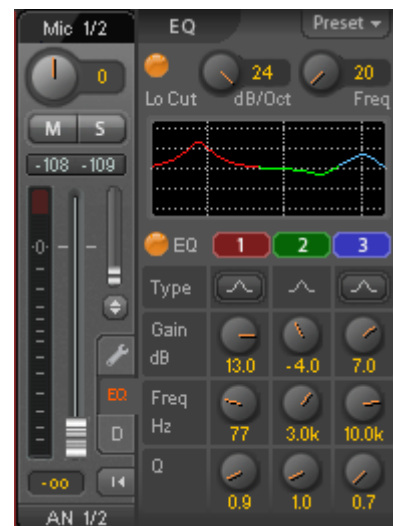 Mic 1/2 EQ Preset
0 24 20
Lo Cut dB/Oct Freq
M S
-108 -109
-0-
EQ 1 2 3
Type
Gain
dB 13.0 -4.0 7.0
EQ Freq
D Hz 77 3.0k 10.0k
Q
-oo 0.9 1.0 0.7
AN 1/2